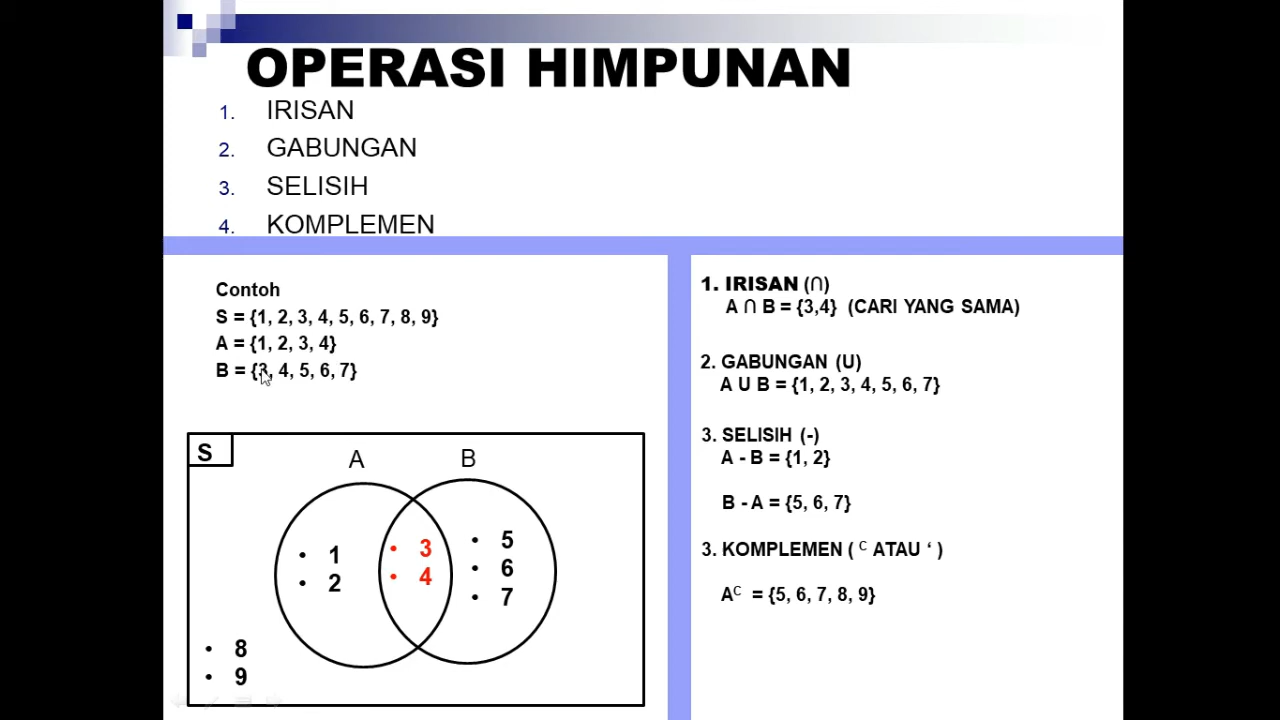 OPERASI HIMPUNAN
1. IRISAN
2. GABUNGAN
3. SELISIH
4. KOMPLEMEN
Contoh
S = {1, 2, 3, 4, 5, 6, 7, 8, 9}
A = {1, 2, 3, 4}
B = {3, 4, 5, 6, 7}
S
A B
• 1
• 2
• 3
• 4
• 5
• 6
• 7
• 8
• 9
1. IRISAN (∩)
A ∩ B = {3,4} (CARI YANG SAMA)
2. GABUNGAN (U)
A U B = {1, 2, 3, 4, 5, 6, 7}
3. SELISIH (-)
A - B = {1, 2}
B - A = {5, 6, 7}
3. KOMPLEMEN ( ᶜ ATAU ‘ )
Aᶜ = {5, 6, 7, 8, 9}